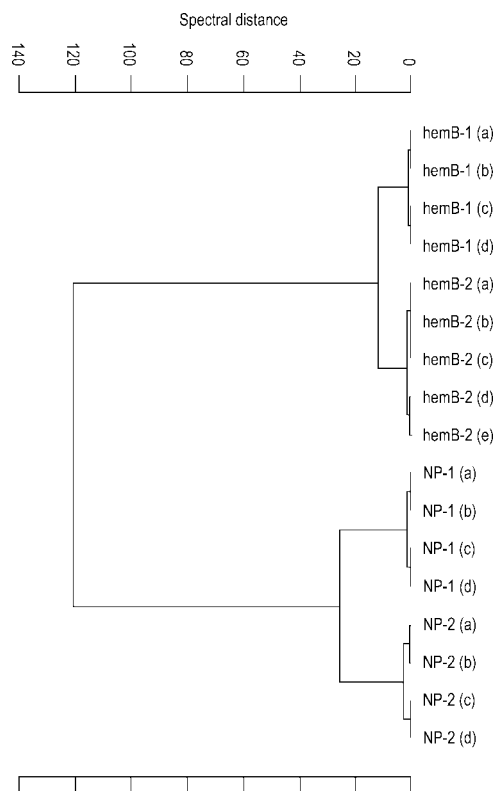 Spectral distance
140 120 100 80 60 40 20 0
hemB-1 (a)
hemB-1 (b)
hemB-1 (c)
hemB-1 (d)
hemB-2 (a)
hemB-2 (b)
hemB-2 (c)
hemB-2 (d)
hemB-2 (e)
NP-1 (a)
NP-1 (b)
NP-1 (c)
NP-1 (d)
NP-2 (a)
NP-2 (b)
NP-2 (c)
NP-2 (d)